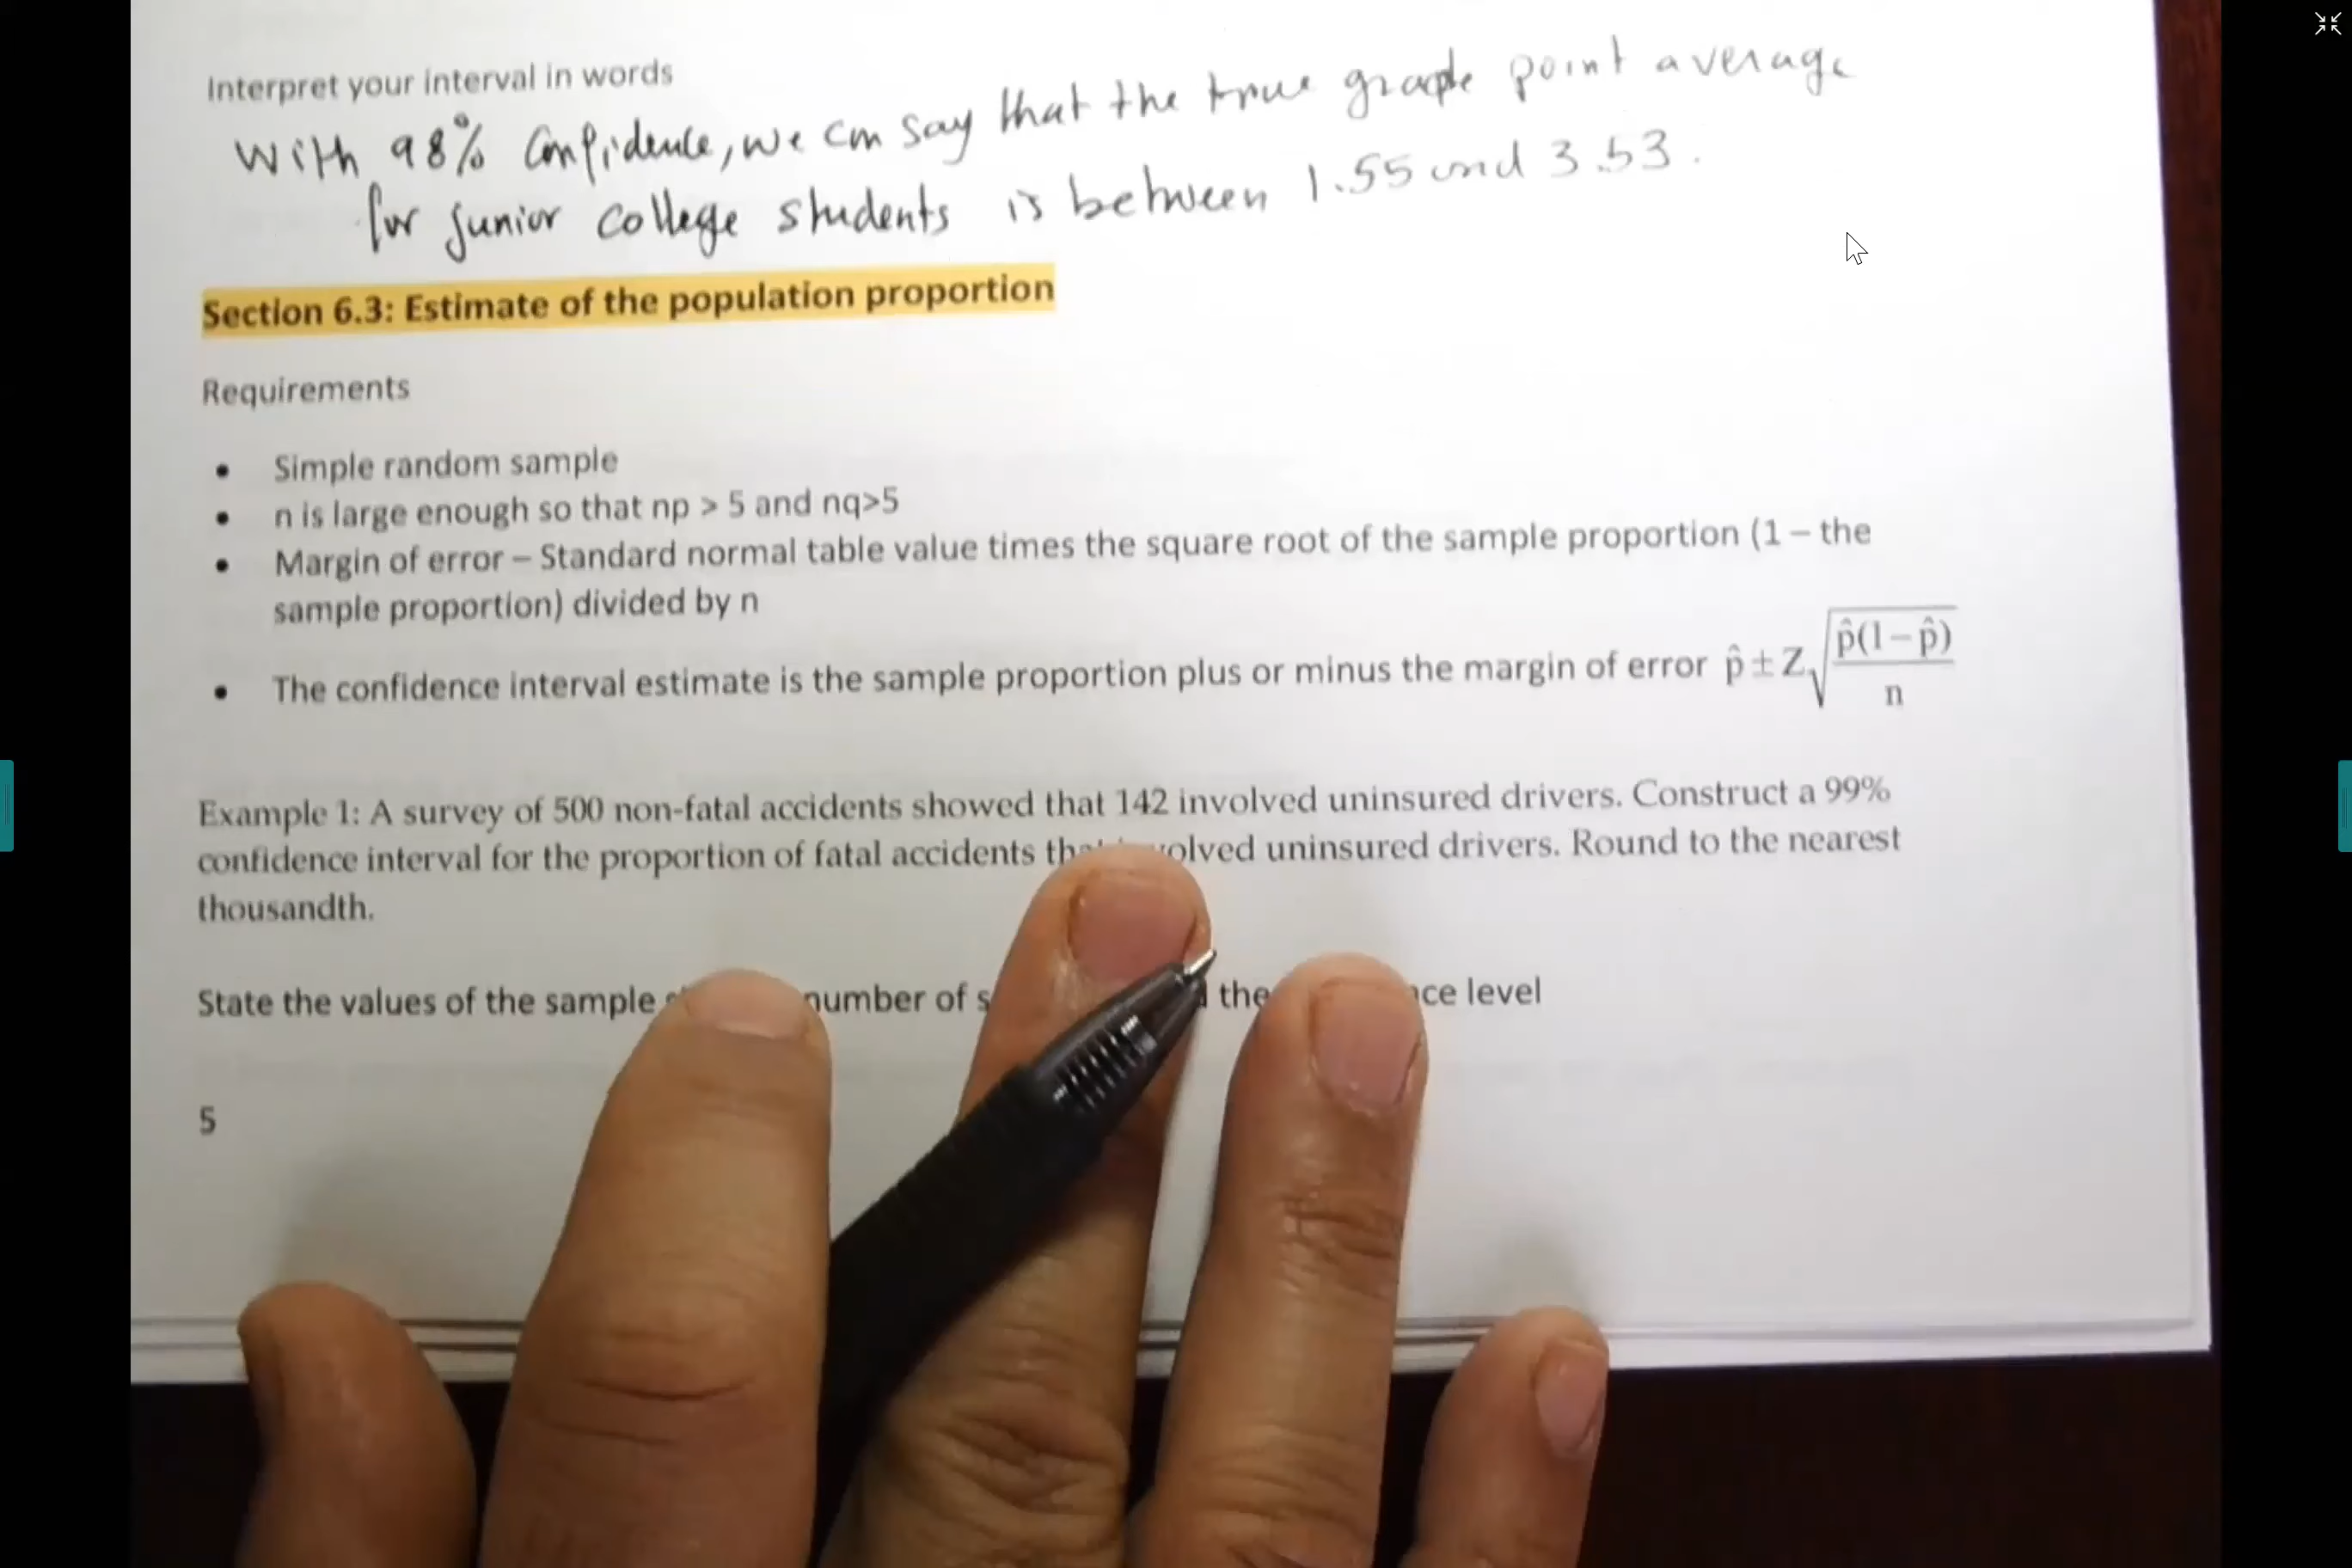 Interpret your interval in words
With 98% Confidence, we can say that the true grade point average
for junior college students is between 1.55 and 3.53.
Section 6.3: Estimate of the population proportion
Requirements
• Simple random sample
• n is large enough so that np > 5 and nq>5
• Margin of error – Standard normal table value times the square root of the sample proportion (1 – the
sample proportion) divided by n
• The confidence interval estimate is the sample proportion plus or minus the margin of error p̂ ± Z√(p̂(1−p̂)/n)
Example 1: A survey of 500 non-fatal accidents showed that 142 involved uninsured drivers. Construct a 99%
confidence interval for the proportion of fatal accidents that involved uninsured drivers. Round to the nearest
thousandth.
State the values of the sample number of the level
5